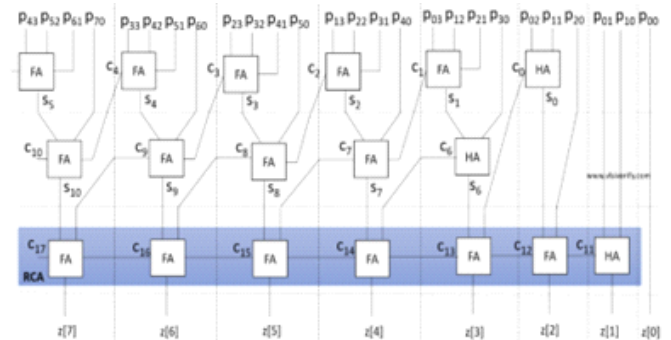 p43 p52 p61 p70 p33 p42 p51 p60 p23 p32 p41 p50 p13 p22 p31 p40 p03 p12 p21 p30 p02 p11 p20 p01 p10 p00
FA C4 FA C3 FA C2 FA C1 FA C0 HA
S5 S4 S3 S2 S1 S0
C10 FA C9 FA C8 FA C7 FA C6 HA
S10 S9 S8 S7 S6
C17 FA C16 FA C15 FA C14 FA C13 FA C12 FA C11 HA
RCA
z[7] z[6] z[5] z[4] z[3] z[2] z[1] z[0]